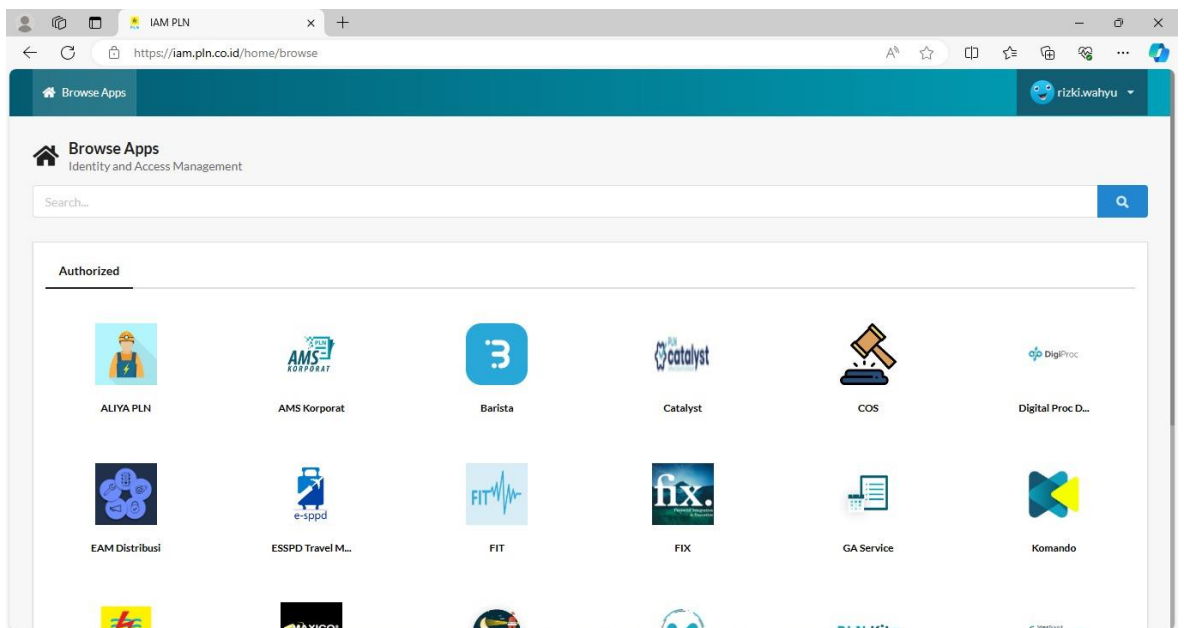 IAM PLN
https://iam.pln.co.id/home/browse
Browse Apps
rizki.wahyu
Browse Apps
Identity and Access Management
Search...
Authorized
PLN
AMS
KORPORAT
PLN
catalyst
DigiProc
ALIYA PLN
AMS Korporat
Barista
Catalyst
COS
Digital Proc D...
e-sppd
FIT
fix.
EAM Distribusi
ESSPD Travel M...
FIT
FIX
GA Service
Komando